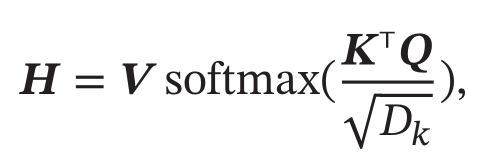 H = V softmax(K⊤Q / √D_k),